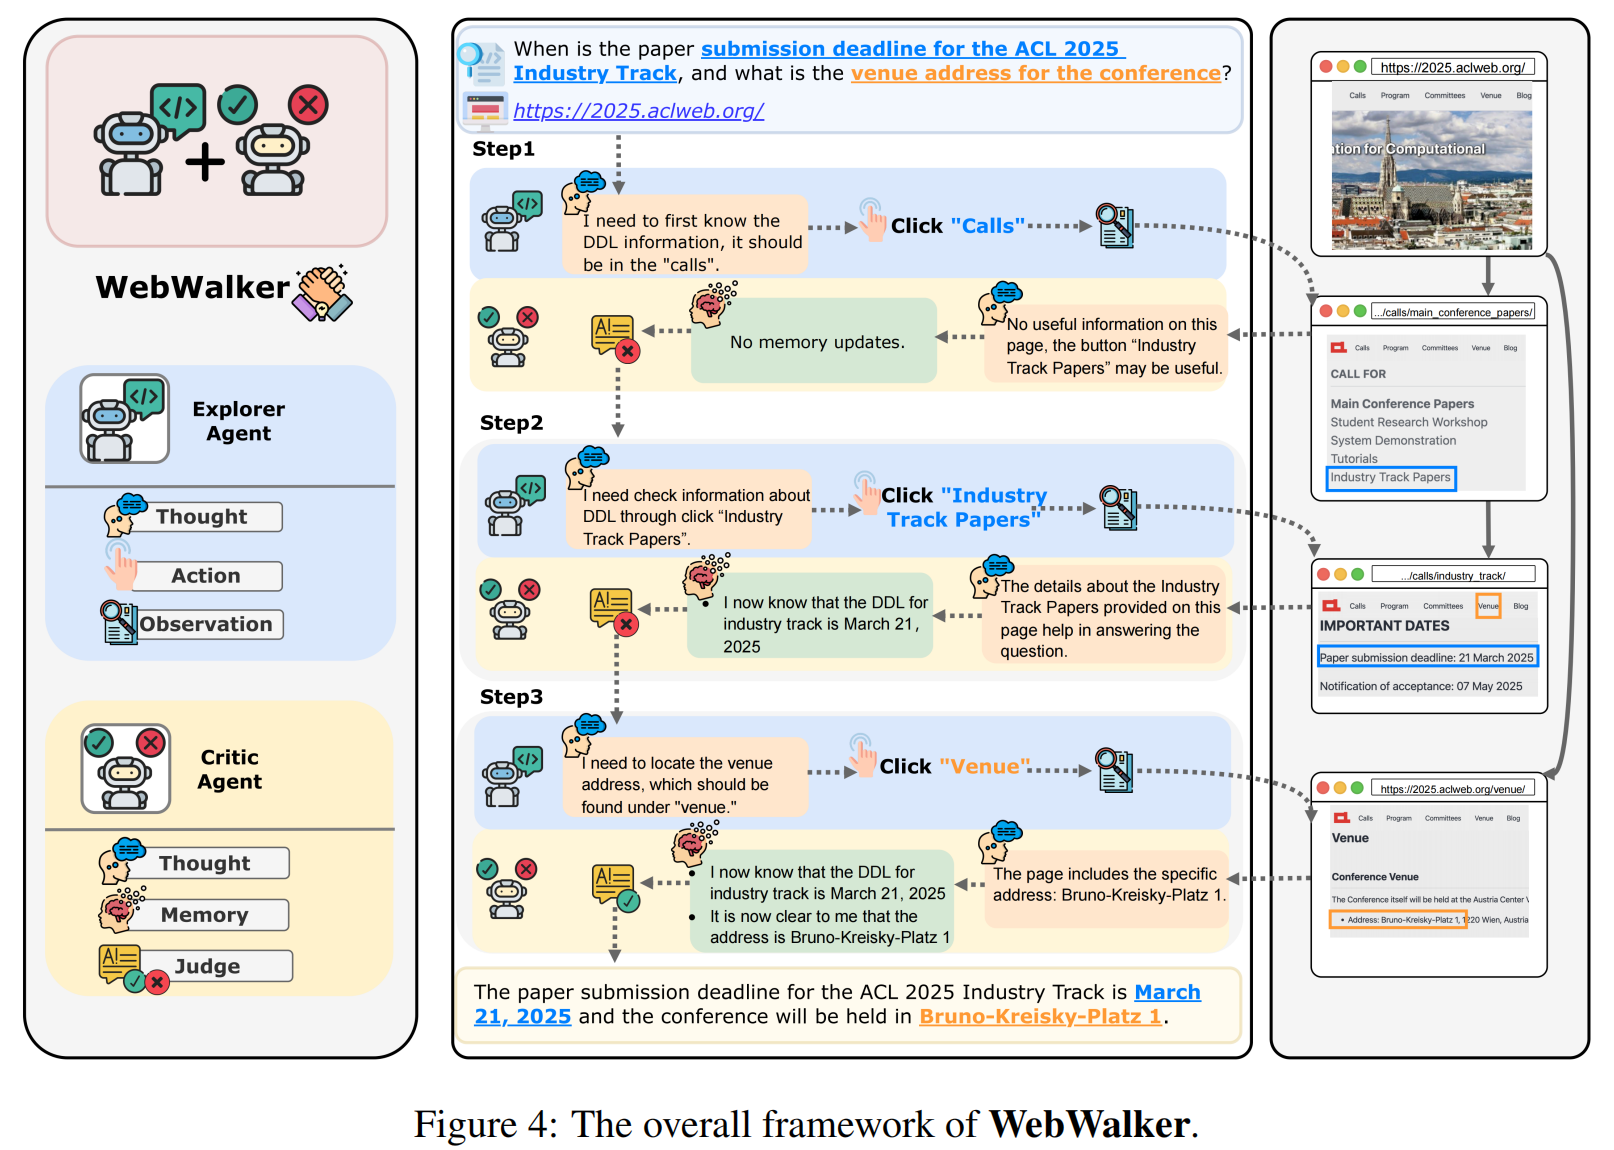 WebWalker
Explorer
Agent
Thought
Action
Observation
Critic
Agent
Thought
Memory
Judge
When is the paper submission deadline for the ACL 2025
Industry Track, and what is the venue address for the conference?
https://2025.aclweb.org/
Step1
I need to first know the
DDL information, it should
be in the "calls".
Click "Calls"
No useful information on this
page, the button “Industry
Track Papers” may be useful.
No memory updates.
A!
Step2
I need check information about
DDL through click “Industry
Track Papers”.
Click "Industry
Track Papers"
The details about the Industry
Track Papers provided on this
page help in answering the
question.
• I now know that the DDL for
industry track is March 21,
2025
A!
Step3
I need to locate the venue
address, which should be
found under "venue."
Click "Venue"
The page includes the specific
address: Bruno-Kreisky-Platz 1.
• I now know that the DDL for
industry track is March 21, 2025
• It is now clear to me that the
address is Bruno-Kreisky-Platz 1
A!
The paper submission deadline for the ACL 2025 Industry Track is March
21, 2025 and the conference will be held in Bruno-Kreisky-Platz 1.
https://2025.aclweb.org/
Calls Program Committees Venue Blog
tion for Computational
.../calls/main_conference_papers/
Calls Program Committees Venue Blog
CALL FOR
Main Conference Papers
Student Research Workshop
System Demonstration
Tutorials
Industry Track Papers
.../calls/industry_track/
Calls Program Committees Venue Blog
IMPORTANT DATES
Paper submission deadline: 21 March 2025
Notification of acceptance: 07 May 2025
https://2025.aclweb.org/venue/
Calls Program Committees Venue Blog
Venue
Conference Venue
The Conference itself will be held at the Austria Center V
• Address: Bruno-Kreisky-Platz 1, 1220 Wien, Austria
Figure 4: The overall framework of WebWalker.